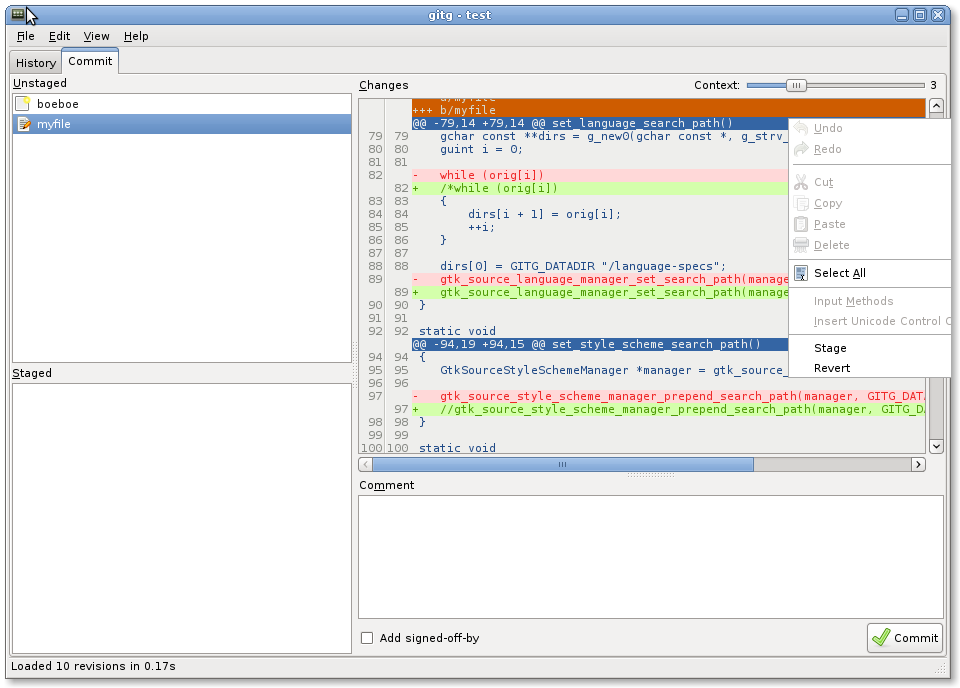 gitg - test
File Edit View Help
History Commit
Unstaged
boeboe
myfile
Staged
Changes
Context: 3
+++ b/myfile
@@ -79,14 +79,14 @@ set_language_search_path()
79 79 gchar const **dirs = g_new0(gchar const *, g_strv_
80 80 guint i = 0;
81 81
82 - while (orig[i])
82 + /*while (orig[i])
83 83 {
84 84 dirs[i + 1] = orig[i];
85 85 ++i;
86 86 }
87 87
88 88 dirs[0] = GITG_DATADIR "/language-specs";
89 - gtk_source_language_manager_set_search_path(manage
89 + gtk_source_language_manager_set_search_path(manage
90 90 }
91 91
92 92 static void
@@ -94,19 +94,15 @@ set_style_scheme_search_path()
94 94 {
95 95 GtkSourceStyleSchemeManager *manager = gtk_source_
96 96
97 - gtk_source_style_scheme_manager_prepend_search_path(manager, GITG_DATA
97 + //gtk_source_style_scheme_manager_prepend_search_path(manager, GITG_DA
98 98 }
99 99
100 100 static void
Undo
Redo
Cut
Copy
Paste
Delete
Select All
Input Methods
Insert Unicode Control C
Stage
Revert
Comment
Add signed-off-by
Commit
Loaded 10 revisions in 0.17s